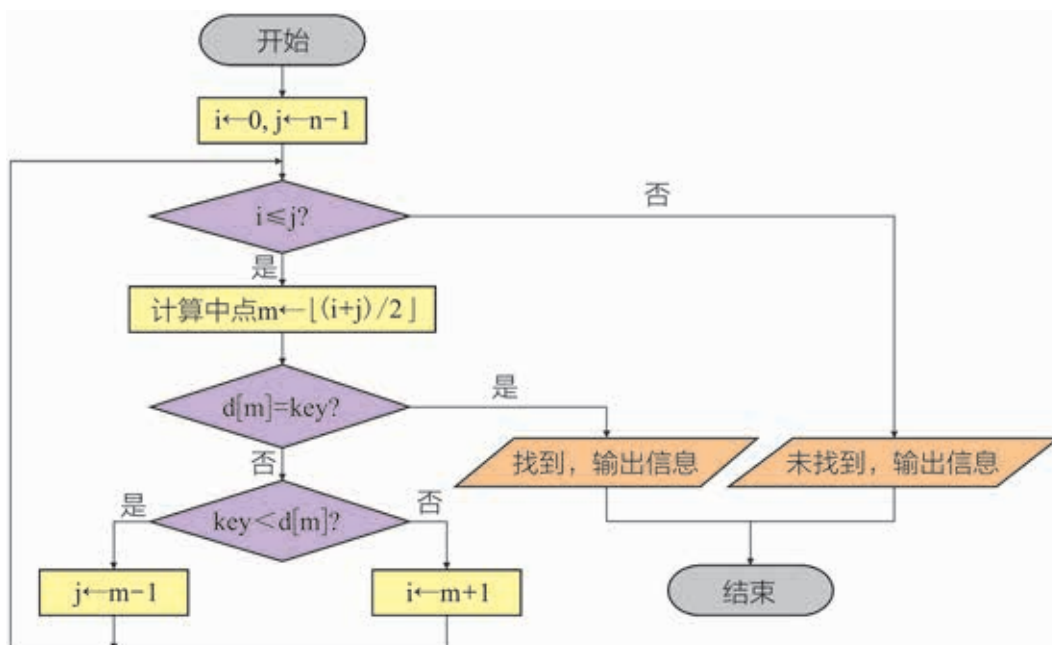 开始
i←0, j←n-1
i≤j?
否
是
计算中点m←⌊(i+j)/2⌋
d[m]=key?
是
否
找到，输出信息
未找到，输出信息
key<d[m]?
是
否
j←m-1
i←m+1
结束